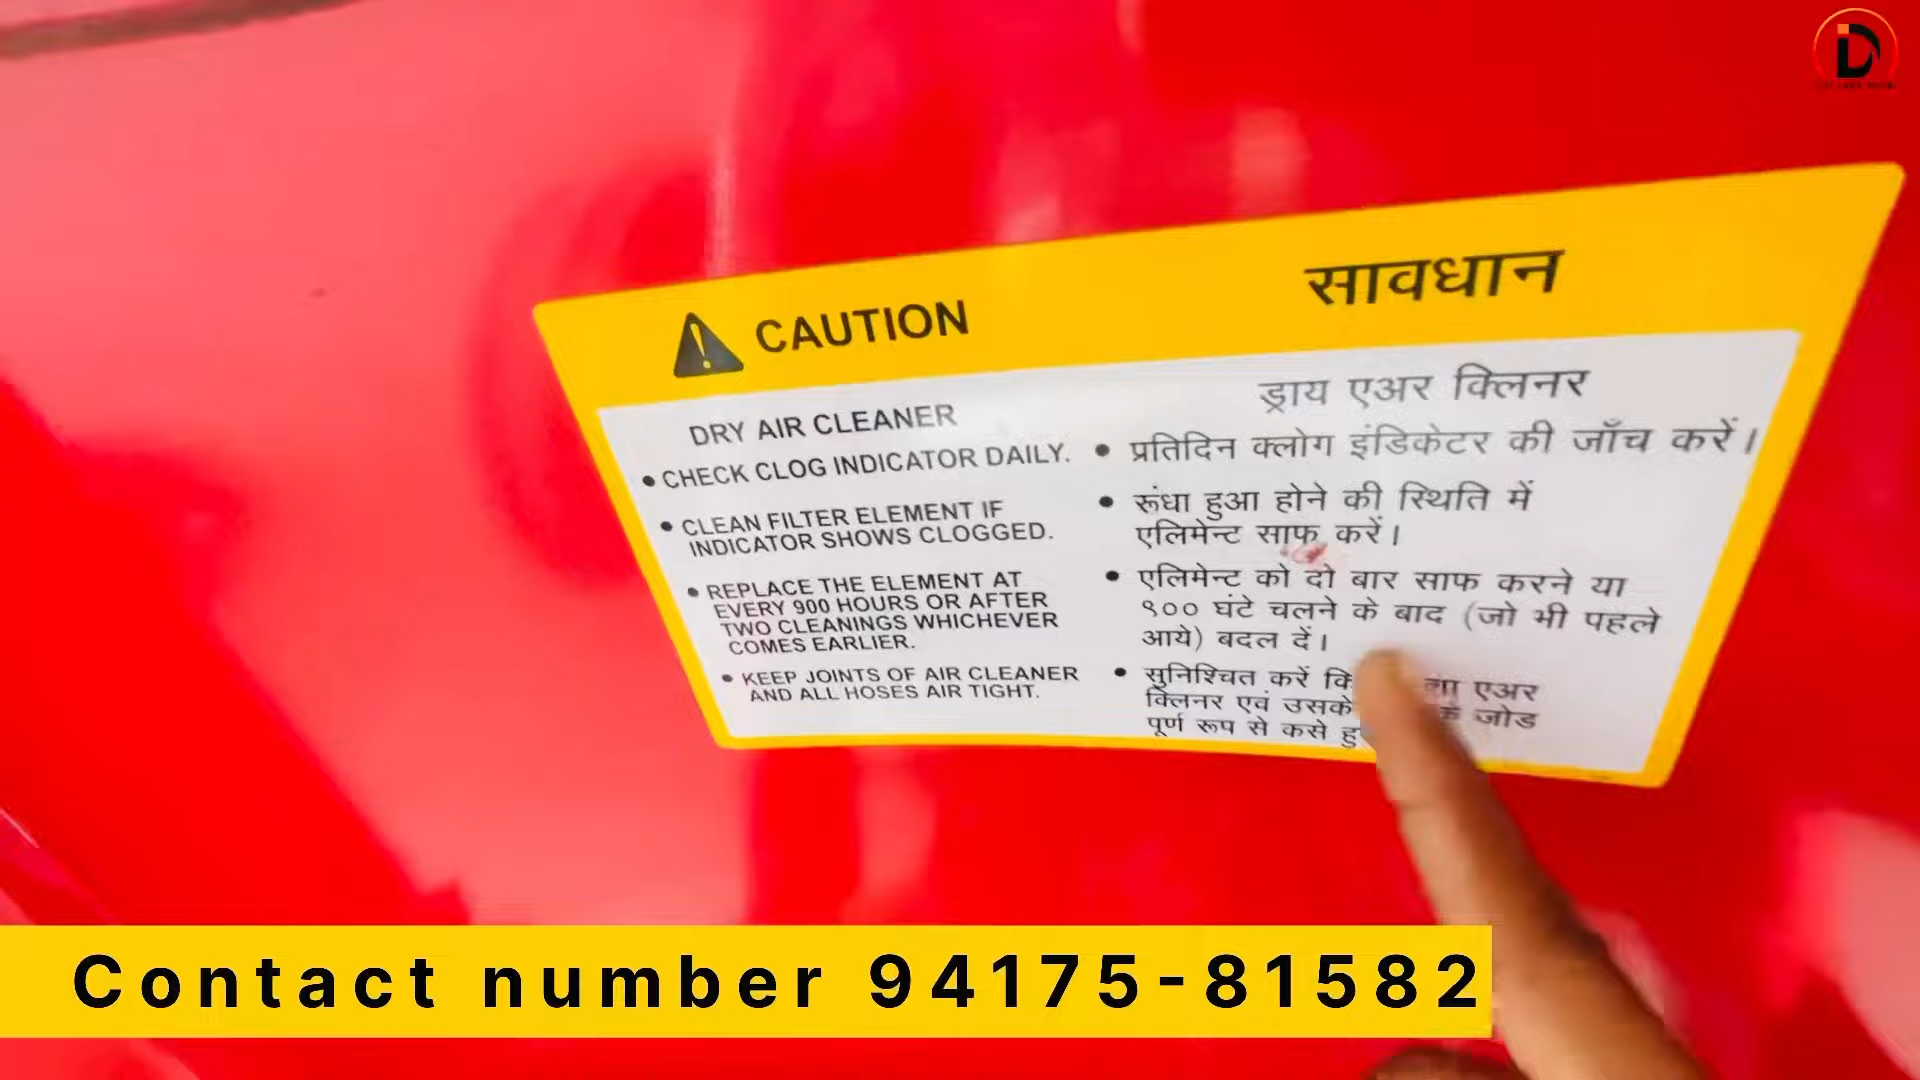 CAUTION
सावधान
DRY AIR CLEANER
• CHECK CLOG INDICATOR DAILY.
• CLEAN FILTER ELEMENT IF
INDICATOR SHOWS CLOGGED.
• REPLACE THE ELEMENT AT
EVERY 900 HOURS OR AFTER
TWO CLEANINGS WHICHEVER
COMES EARLIER.
• KEEP JOINTS OF AIR CLEANER
AND ALL HOSES AIR TIGHT.
ड्राय एअर क्लिनर
• प्रतिदिन क्लोग इंडिकेटर की जाँच करें।
• रूंधा हुआ होने की स्थिति में
एलिमेन्ट साफ करें।
• एलिमेन्ट को दो बार साफ करने या
९०० घंटे चलने के बाद (जो भी पहले
आये) बदल दें।
• सुनिश्चित करें एअर
क्लिनर एवं उसके जोड
पूर्ण रूप से कसे
Contact number 94175-81582